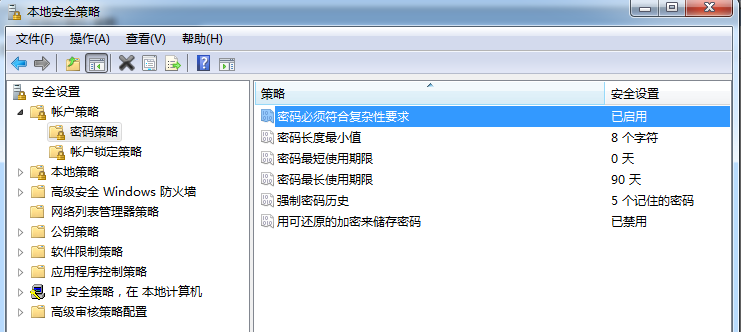 本地安全策略
文件(F) 操作(A) 查看(V) 帮助(H)
安全设置
帐户策略
密码策略
帐户锁定策略
本地策略
高级安全 Windows 防火墙
网络列表管理器策略
公钥策略
软件限制策略
应用程序控制策略
IP 安全策略，在 本地计算机
高级审核策略配置
策略 安全设置
密码必须符合复杂性要求 已启用
密码长度最小值 8 个字符
密码最短使用期限 0 天
密码最长使用期限 90 天
强制密码历史 5 个记住的密码
用可还原的加密来储存密码 已禁用